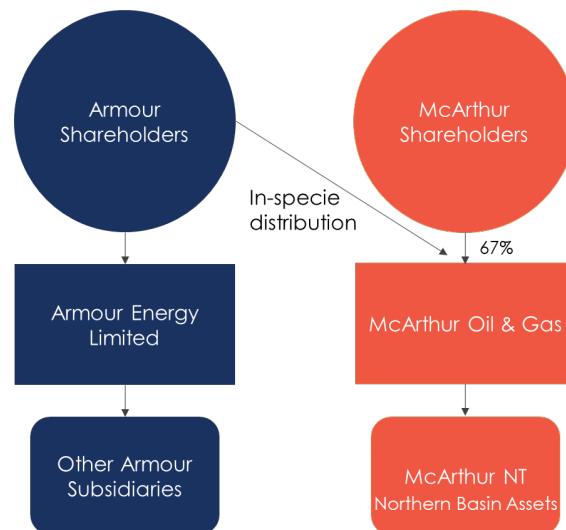 Armour
Shareholders
McArthur
Shareholders
In-specie
distribution
67%
Armour Energy
Limited
McArthur Oil & Gas
Other Armour
Subsidiaries
McArthur NT
Northern Basin Assets